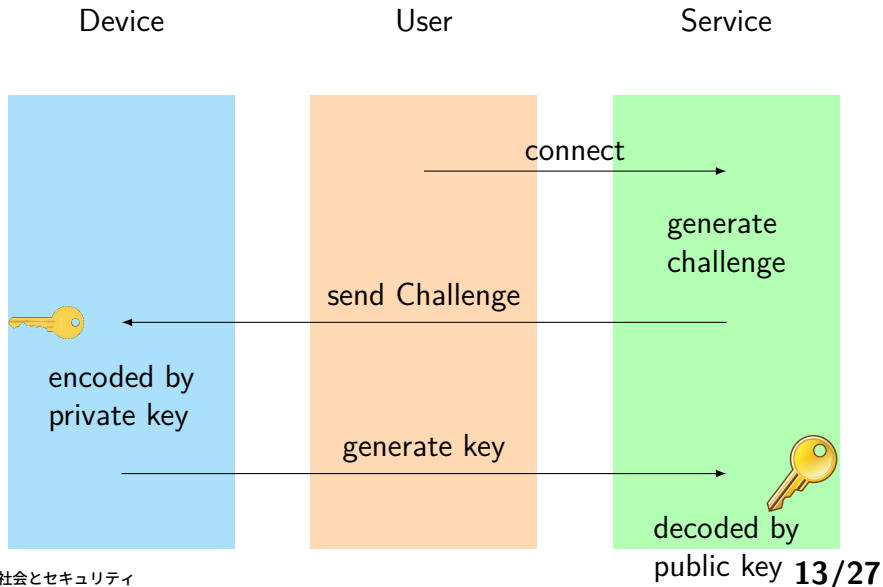 Device User Service
connect
generate
challenge
send Challenge
encoded by
private key
generate key
decoded by
public key
社会とセキュリティ 13/27